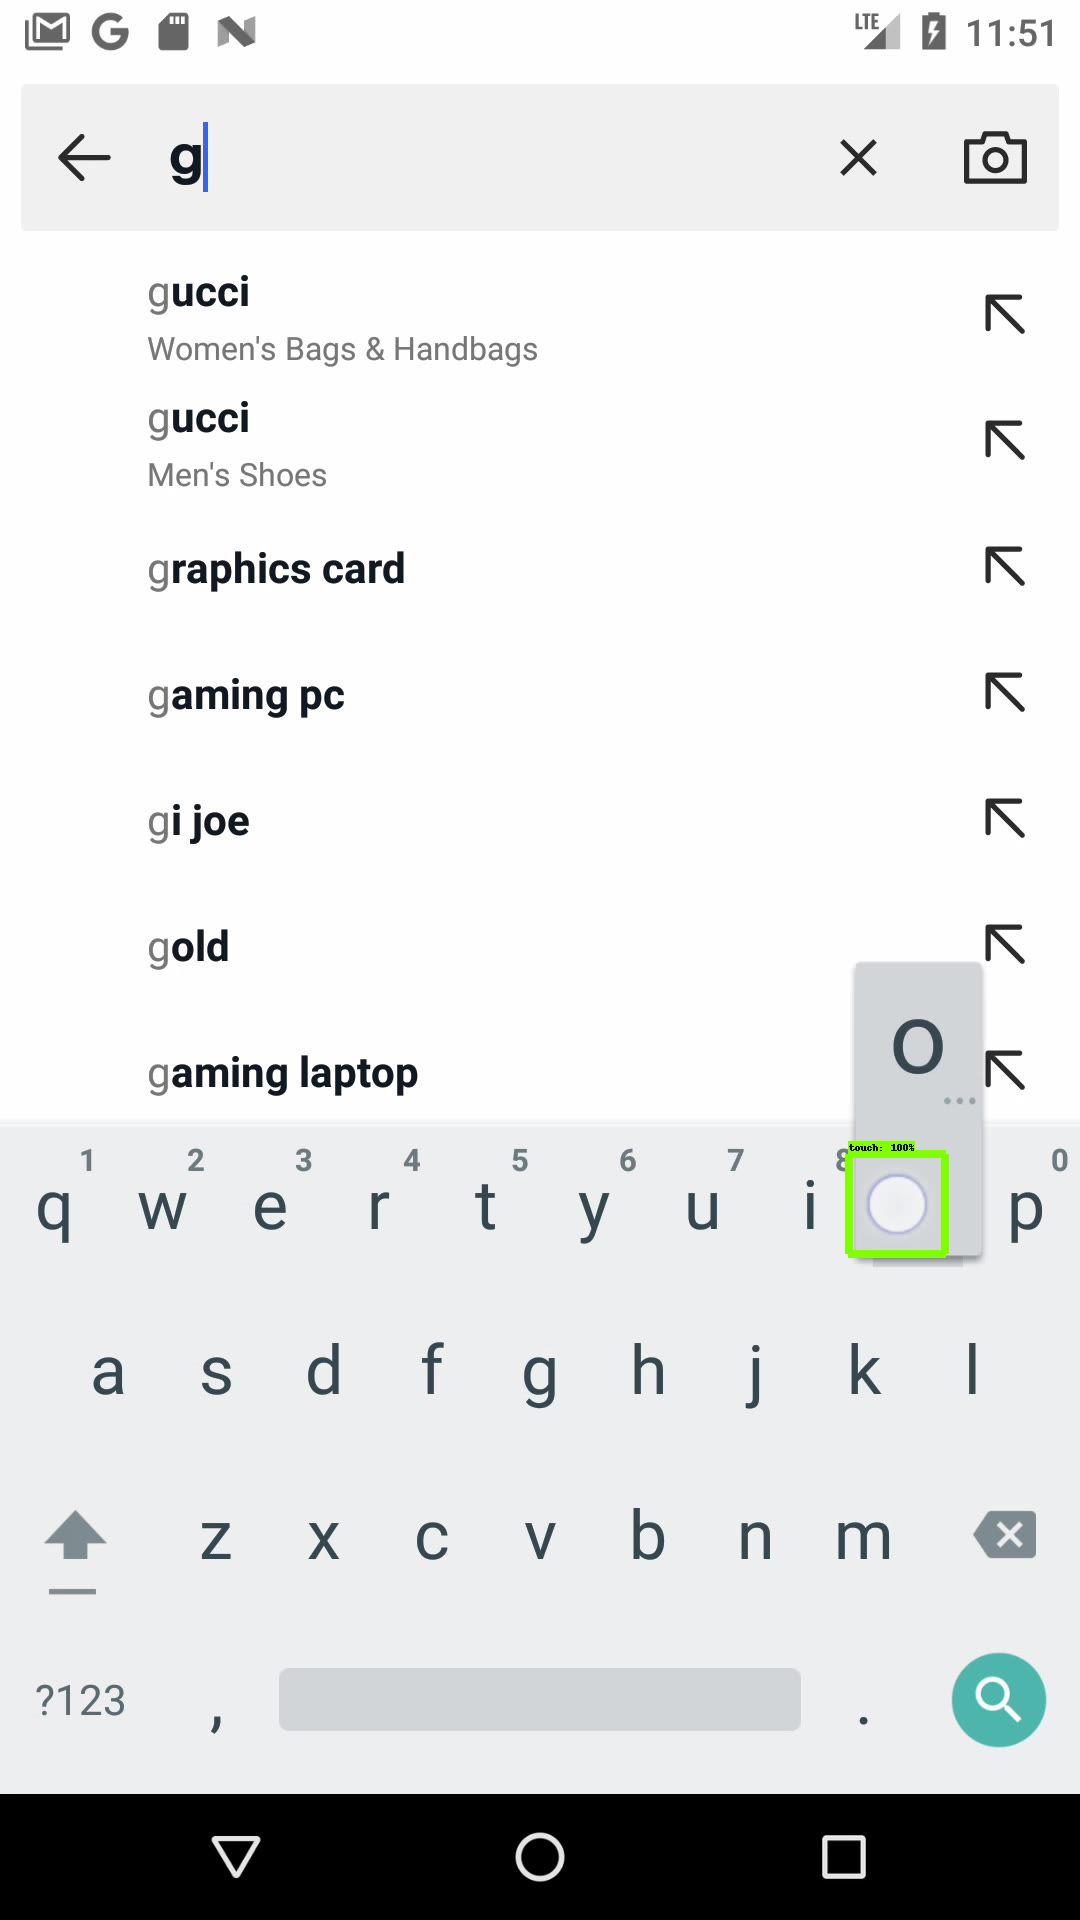 LTE 11:51
g
gucci
Women's Bags & Handbags
gucci
Men's Shoes
graphics card
gaming pc
gi joe
gold
gaming laptop
o
touch: 100%
1 2 3 4 5 6 7 8 0
q w e r t y u i p
a s d f g h j k l
z x c v b n m
?123 , .